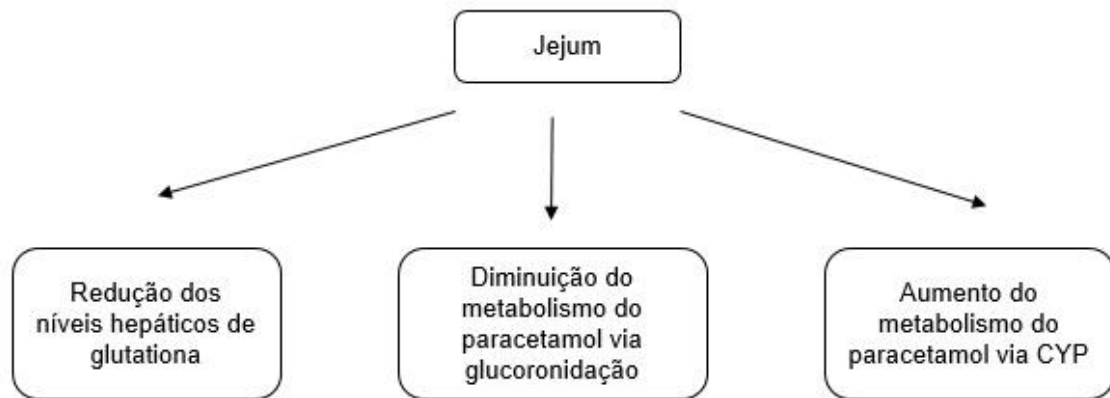 Jejum
Redução dos
níveis hepáticos de
glutationa
Diminuição do
metabolismo do
paracetamol via
glucoronidação
Aumento do
metabolismo do
paracetamol via CYP